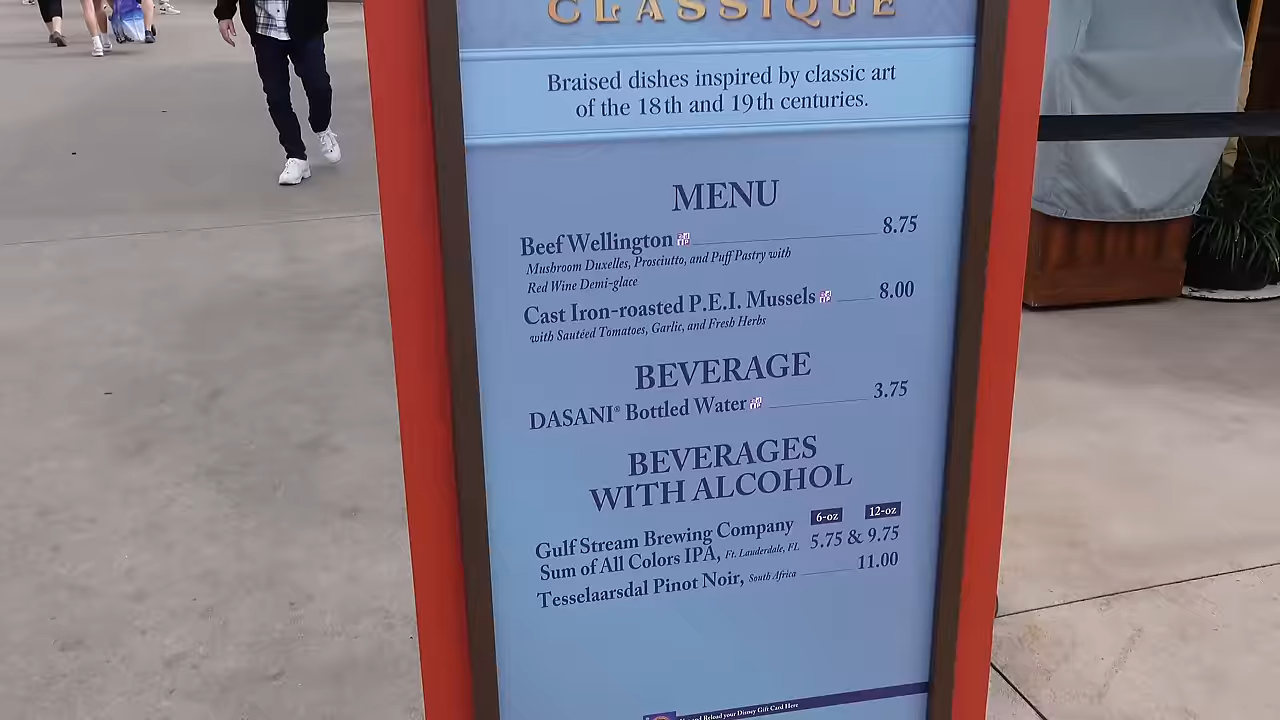 CLASSIQUE
Braised dishes inspired by classic art
of the 18th and 19th centuries.
MENU
Beef Wellington 8.75
Mushroom Duxelles, Prosciutto, and Puff Pastry with
Red Wine Demi-glace
Cast Iron-roasted P.E.I. Mussels 8.00
with Sautéed Tomatoes, Garlic, and Fresh Herbs
BEVERAGE
DASANI® Bottled Water 3.75
BEVERAGES
WITH ALCOHOL
6-oz 12-oz
Gulf Stream Brewing Company
Sum of All Colors IPA, Ft. Lauderdale, FL 5.75 & 9.75
Tesselaarsdal Pinot Noir, South Africa 11.00
and Reload your Disney Gift Card Here